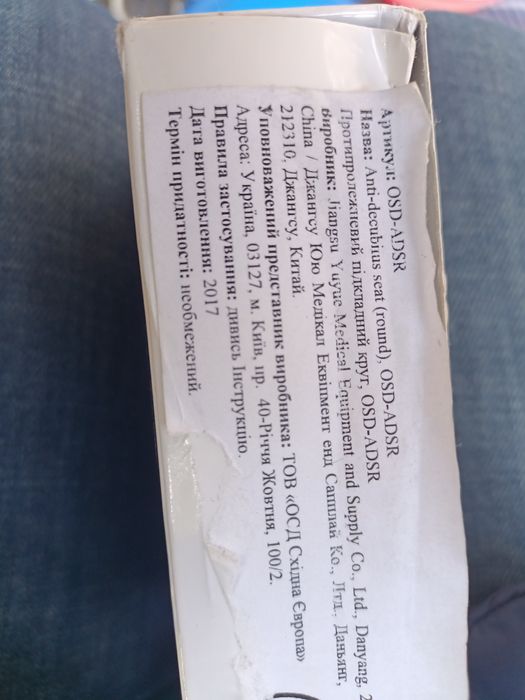 Артикул: OSD-ADSR
Назва: Anti-decubitus seat (round), OSD-ADSR
Протипролежневий підкладний круг, OSD-ADSR
Виробник: Jiangsu Yuyue Medical Equipment and Supply Co., Ltd., Danyang, 2
China / Джангсу Юю Медікал Еквіпмент енд Сапплай Ко., Лтд., Даньянг,
212310, Джангсу, Китай.
Уповноважений представник виробника: ТОВ «ОСД Східна Європа»
Адреса: Україна, 03127, м. Київ, пр. 40-Річчя Жовтня, 100/2.
Правила застосування: дивись Інструкцію.
Дата виготовлення: 2017
Термін придатності: необмежений.